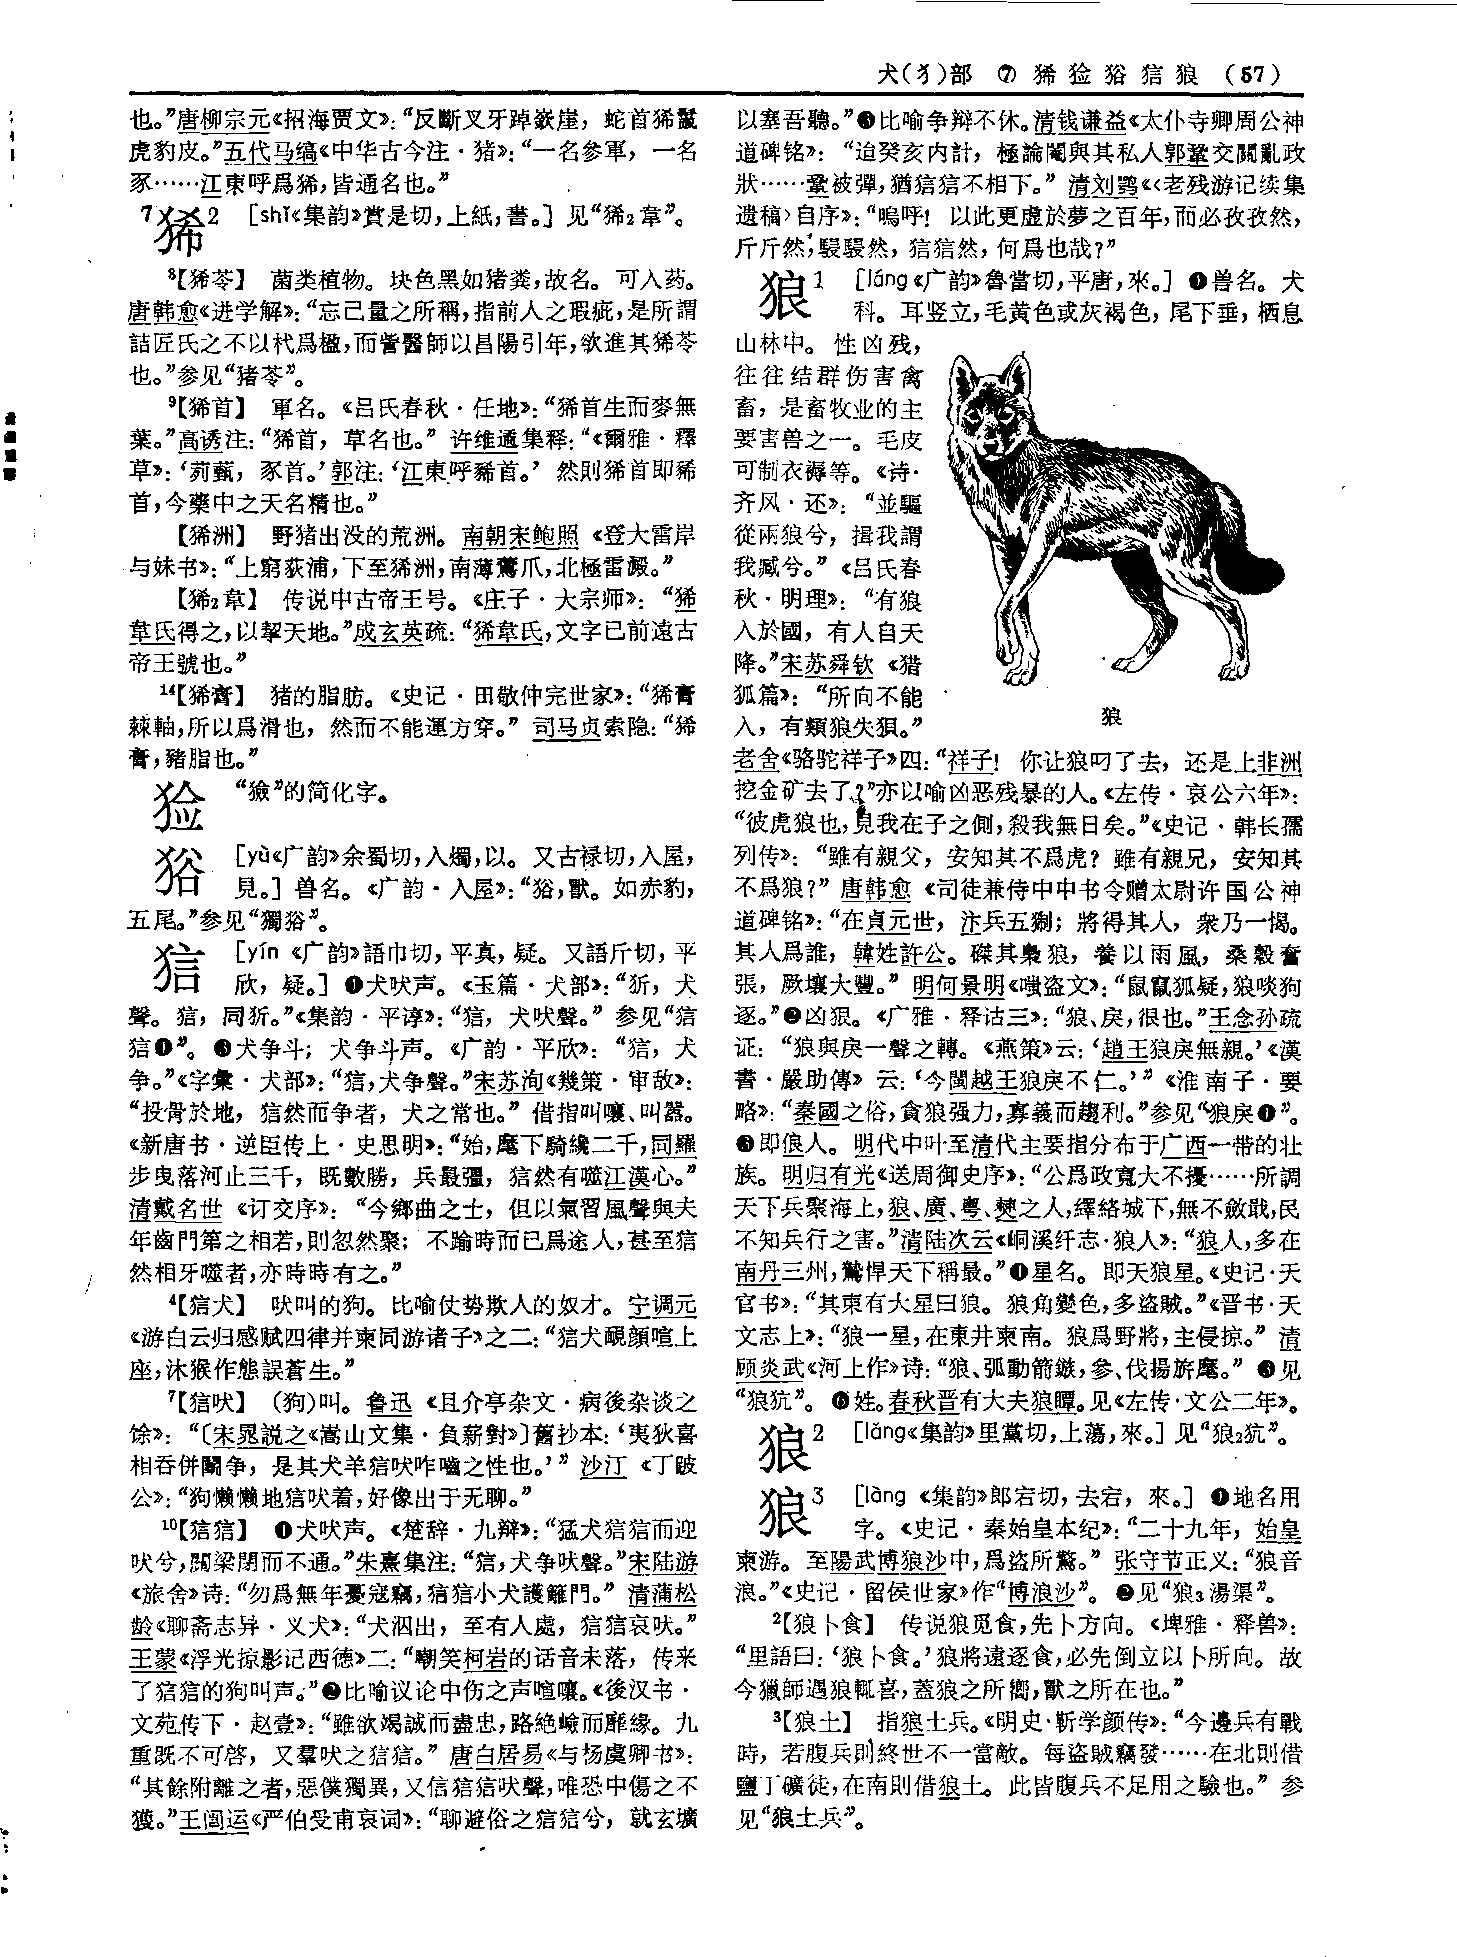 犬(犭)部 ⑦ 狶 猃 狳 狺 狼 (57)
也。”唐柳宗元《招海贾文》：“反斷叉牙踔嶔崖，蛇首狶鬣
虎豹皮。”五代马缟《中华古今注·猪》：“一名参軍，一名
豕……江東呼爲狶，皆通名也。”
7狶2 [shǐ《集韵》賞是切，上紙，書。] 见“狶₂韋”。
8【狶苓】 菌类植物。块色黑如猪粪，故名。可入药。
唐韩愈《进学解》：“忘己量之所稱，指前人之瑕疵，是所謂
詰匠氏之不以杙爲楹，而訾醫師以昌陽引年，欲進其狶苓
也。”参见“猪苓”。
9【狶首】 草名。《吕氏春秋·任地》：“狶首生而麥無
葉。”高诱注：“狶首，草名也。”许维遹集释：“《爾雅·釋
草》：‘茢薽，豕首。’郭注：‘江東呼豨首。’然則狶首即豨
首，今藥中之天名精也。”
【狶洲】 野猪出没的荒洲。南朝宋鲍照《登大雷岸
与妹书》：“上窮荻浦，下至狶洲，南薄鷰爪，北極雷澱。”
【狶₂韋】 传说中古帝王号。《庄子·大宗师》：“狶
韋氏得之，以挈天地。”成玄英疏：“狶韋氏，文字已前遠古
帝王號也。”
14【狶膏】 猪的脂肪。《史记·田敬仲完世家》：“狶膏
棘軸，所以爲滑也，然而不能運方穿。”司马贞索隐：“狶
膏，豬脂也。”
猃 “獫”的简化字。
㺲 [yù《广韵》余蜀切，入燭，以。又古禄切，入屋，
見。] 兽名。《广韵·入屋》：“㺲，獸。如赤豹，
五尾。”参见“獨㺲”。
狺 [yín《广韵》語巾切，平真，疑。又語斤切，平
欣，疑。] ❶犬吠声。《玉篇·犬部》：“㹞，犬
聲。狺，同㹞。”《集韵·平谆》：“狺，犬吠聲。”参见“狺
狺❶”。❷犬争斗；犬争斗声。《广韵·平欣》：“狺，犬
争。”《字彙·犬部》：“狺，犬争聲。”宋苏洵《幾策·审敌》：
“投骨於地，狺然而争者，犬之常也。”借指叫嚷、叫嚣。
《新唐书·逆臣传上·史思明》：“始，麾下騎纔二千，同羅
步曳落河止三千，既數勝，兵最彊，狺然有噬江漢心。”
清戴名世《订交序》：“今鄉曲之士，但以氣習風聲與夫
年齒門第之相若，則忽然聚；不踰時而已爲途人，甚至狺
然相牙噬者，亦時時有之。”
4【狺犬】 吠叫的狗。比喻仗势欺人的奴才。宁调元
《游白云归感赋四律并柬同游诸子》之二：“狺犬靦顔喧上
座，沐猴作態誤蒼生。”
7【狺吠】 (狗)叫。鲁迅《且介亭杂文·病後杂谈之
馀》：“〔宋晁説之《嵩山文集·負薪對》〕舊抄本：‘夷狄喜
相吞併鬭争，是其犬羊狺吠咋嚙之性也。’”沙汀《丁跛
公》：“狗懒懒地狺吠着，好像出于无聊。”
10【狺狺】 ❶犬吠声。《楚辞·九辩》：“猛犬狺狺而迎
吠兮，關梁閉而不通。”朱熹集注：“狺，犬争吠聲。”宋陆游
《旅舍》诗：“勿爲無年憂寇竊，狺狺小犬護籬門。”清蒲松
龄《聊斋志异·义犬》：“犬泅出，至有人處，狺狺哀吠。”
王蒙《浮光掠影记西德》二：“嘲笑柯岩的话音未落，传来
了狺狺的狗叫声。”❷比喻议论中伤之声喧嚷。《後汉书·
文苑传下·赵壹》：“雖欲竭誠而盡忠，路絶嶮而靡緣。九
重既不可啓，又羣吠之狺狺。”唐白居易《与杨虞卿书》：
“其餘附離之者，惡僕獨異，又信狺狺吠聲，唯恐中傷之不
獲。”王闿运《严伯受甫哀词》：“聊避俗之狺狺兮，就玄壙
以塞吾聽。”❸比喻争辩不休。清钱谦益《太仆寺卿周公神
道碑铭》：“迨癸亥内計，極論閹與其私人郭鞏交關亂政
狀……鞏被彈，猶狺狺不相下。”清刘鹗《〈老残游记续集
遗稿〉自序》：“嗚呼！以此更虛於夢之百年，而必孜孜然，
斤斤然，駸駸然，狺狺然，何爲也哉？”
狼1 [láng《广韵》魯當切，平唐，來。] ❶兽名。犬
科。耳竖立，毛黄色或灰褐色，尾下垂，栖息
山林中。性凶残，
往往结群伤害禽
畜，是畜牧业的主
要害兽之一。毛皮
可制衣褥等。《诗·
齐风·还》：“並驅
從兩狼兮，揖我謂
我臧兮。”《吕氏春
秋·明理》：“有狼
入於國，有人自天
降。”宋苏舜钦《猎
狐篇》：“所向不能
入，有類狼失狽。”
狼
老舍《骆驼祥子》四：“祥子！你让狼叼了去，还是上非洲
挖金矿去了？”亦以喻凶恶残暴的人。《左传·哀公六年》：
“彼虎狼也，見我在子之側，殺我無日矣。”《史记·韩长孺
列传》：“雖有親父，安知其不爲虎？雖有親兄，安知其
不爲狼？”唐韩愈《司徒兼侍中中书令赠太尉许国公神
道碑铭》：“在貞元世，汴兵五猘；將得其人，衆乃一愒。
其人爲誰，韓姓許公。磔其梟狼，養以雨風，桑穀奮
張，厥壤大豐。”明何景明《嗤盗文》：“鼠竄狐疑，狼啖狗
逐。”❷凶狠。《广雅·释诂三》：“狼、戾，很也。”王念孙疏
证：“狼與戾一聲之轉。《燕策》云：‘趙王狼戾無親。’《漢
書·嚴助傳》云：‘今閩越王狼戾不仁。’”《淮南子·要
略》：“秦國之俗，貪狼强力，寡義而趨利。”参见“狼戾❶”。
❸即俍人。明代中叶至清代主要指分布于广西一带的壮
族。明归有光《送周御史序》：“公爲政寬大不擾……所調
天下兵聚海上，狼、廣、粤、僰之人，繹絡城下，無不斂戢，民
不知兵行之害。”清陆次云《峒溪纤志·狼人》：“狼人，多在
南丹三州，鷙悍天下稱最。”❹星名。即天狼星。《史记·天
官书》：“其東有大星曰狼。狼角變色，多盜賊。”《晋书·天
文志上》：“狼一星，在東井東南。狼爲野將，主侵掠。”清
顾炎武《河上作》诗：“狼、弧動箭鏃，參、伐揚旂麾。”❺见
“狼犺”。❻姓。春秋晋有大夫狼瞫。见《左传·文公二年》。
狼2 [lǎng《集韵》里黨切，上蕩，來。] 见“狼₂犺”。
狼3 [làng《集韵》郎宕切，去宕，來。] ❶地名用
字。《史记·秦始皇本纪》：“二十九年，始皇
東游。至陽武博狼沙中，爲盜所驚。”张守节正义：“狼音
浪。”《史记·留侯世家》作“博浪沙”。❷见“狼₃湯渠”。
2【狼卜食】 传说狼觅食，先卜方向。《埤雅·释兽》：
“里語曰：‘狼卜食。’狼將遠逐食，必先倒立以卜所向。故
今獵師遇狼輒喜，蓋狼之所嚮，獸之所在也。”
3【狼土】 指狼土兵。《明史·靳学颜传》：“今邊兵有戰
時，若腹兵則終世不一當敵。每盜賊竊發……在北則借
鹽丁礦徒，在南則借狼土。此皆腹兵不足用之驗也。”参
见“狼土兵”。